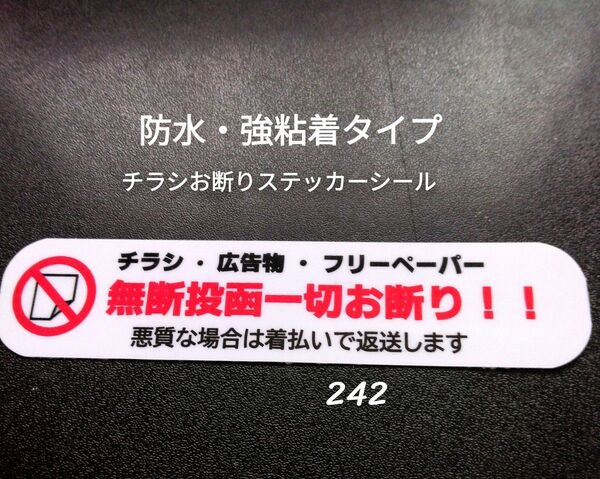 防水・強粘着タイプ
チラシお断りステッカーシール
チラシ・広告物・フリーペーパー
無断投函一切お断り！！
悪質な場合は着払いで返送します
242